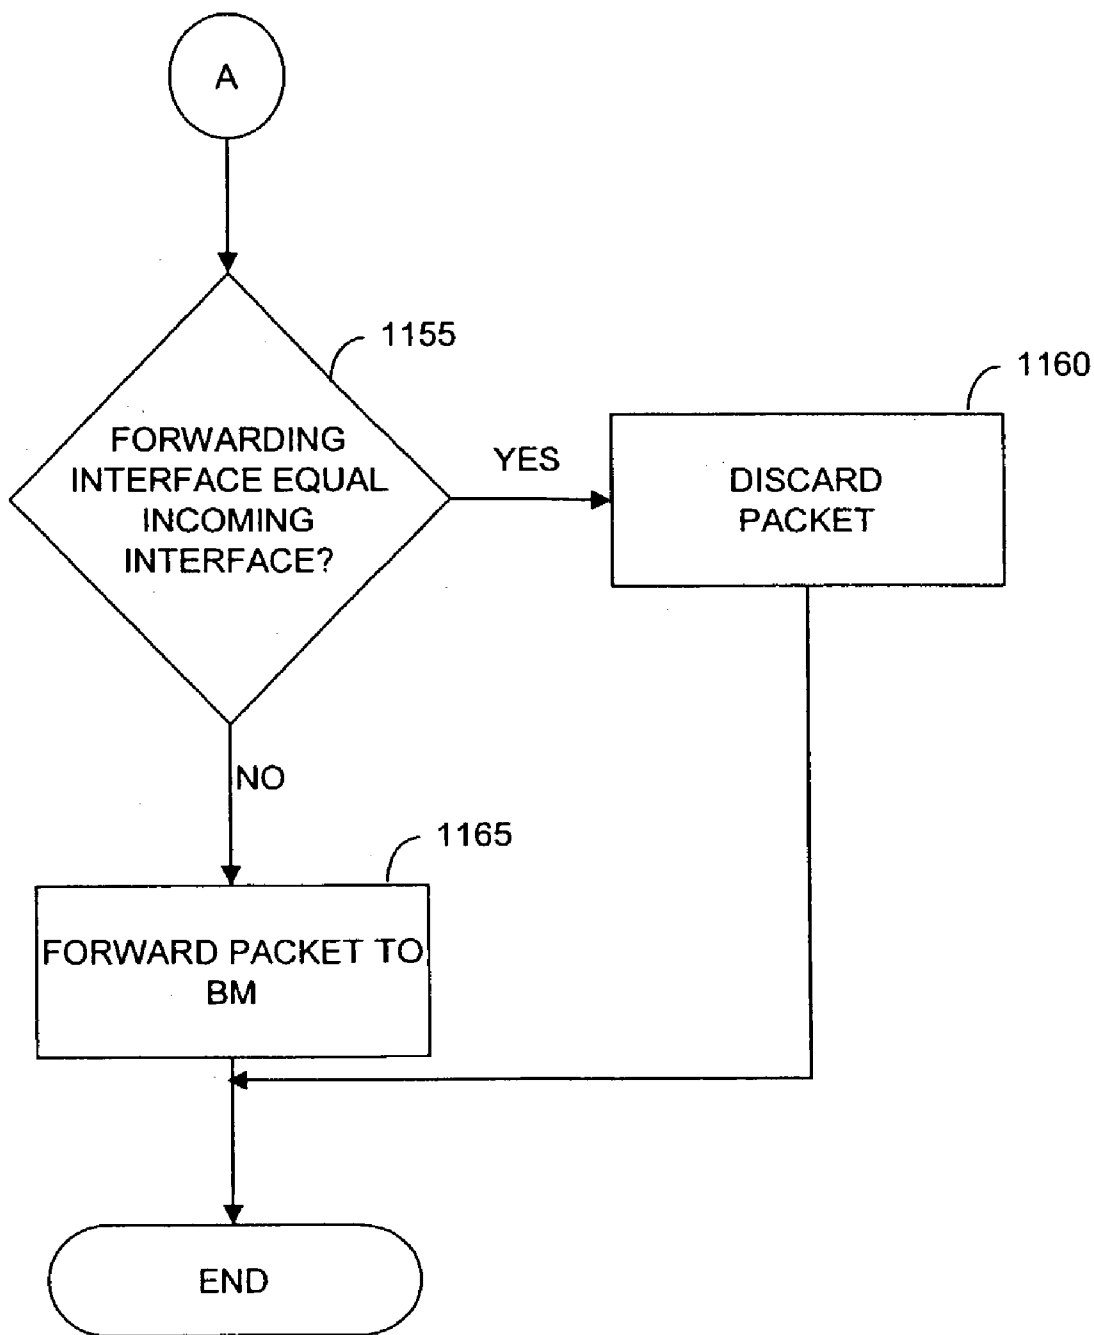 A
1155
FORWARDING
INTERFACE EQUAL
INCOMING
INTERFACE?
YES
1160
DISCARD
PACKET
NO
1165
FORWARD PACKET TO
BM
END